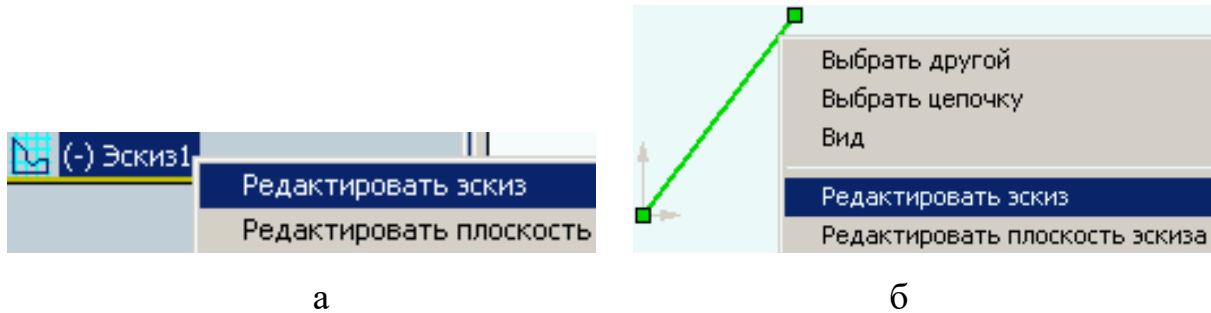 (-) Эскиз1
Редактировать эскиз
Редактировать плоскость
а
Выбрать другой
Выбрать цепочку
Вид
Редактировать эскиз
Редактировать плоскость эскиза
б